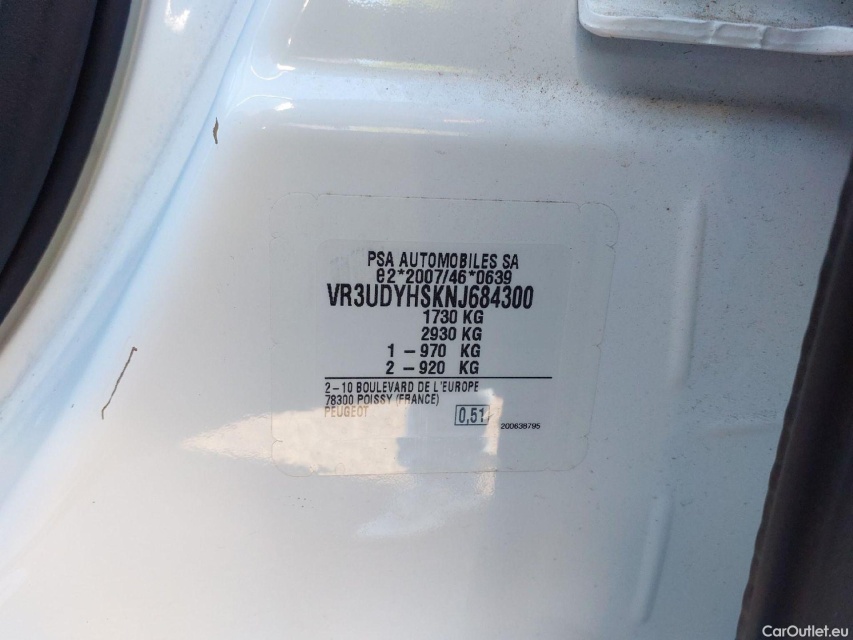 PSA AUTOMOBILES SA
e2*2007/46*0639
VR3UDYHSKNJ684300
1730 KG
2930 KG
1 – 970 KG
2 – 920 KG
2 – 10 BOULEVARD DE L'EUROPE
78300 POISSY (FRANCE)
PEUGEOT
0,51
200638795
CarOutlet.eu